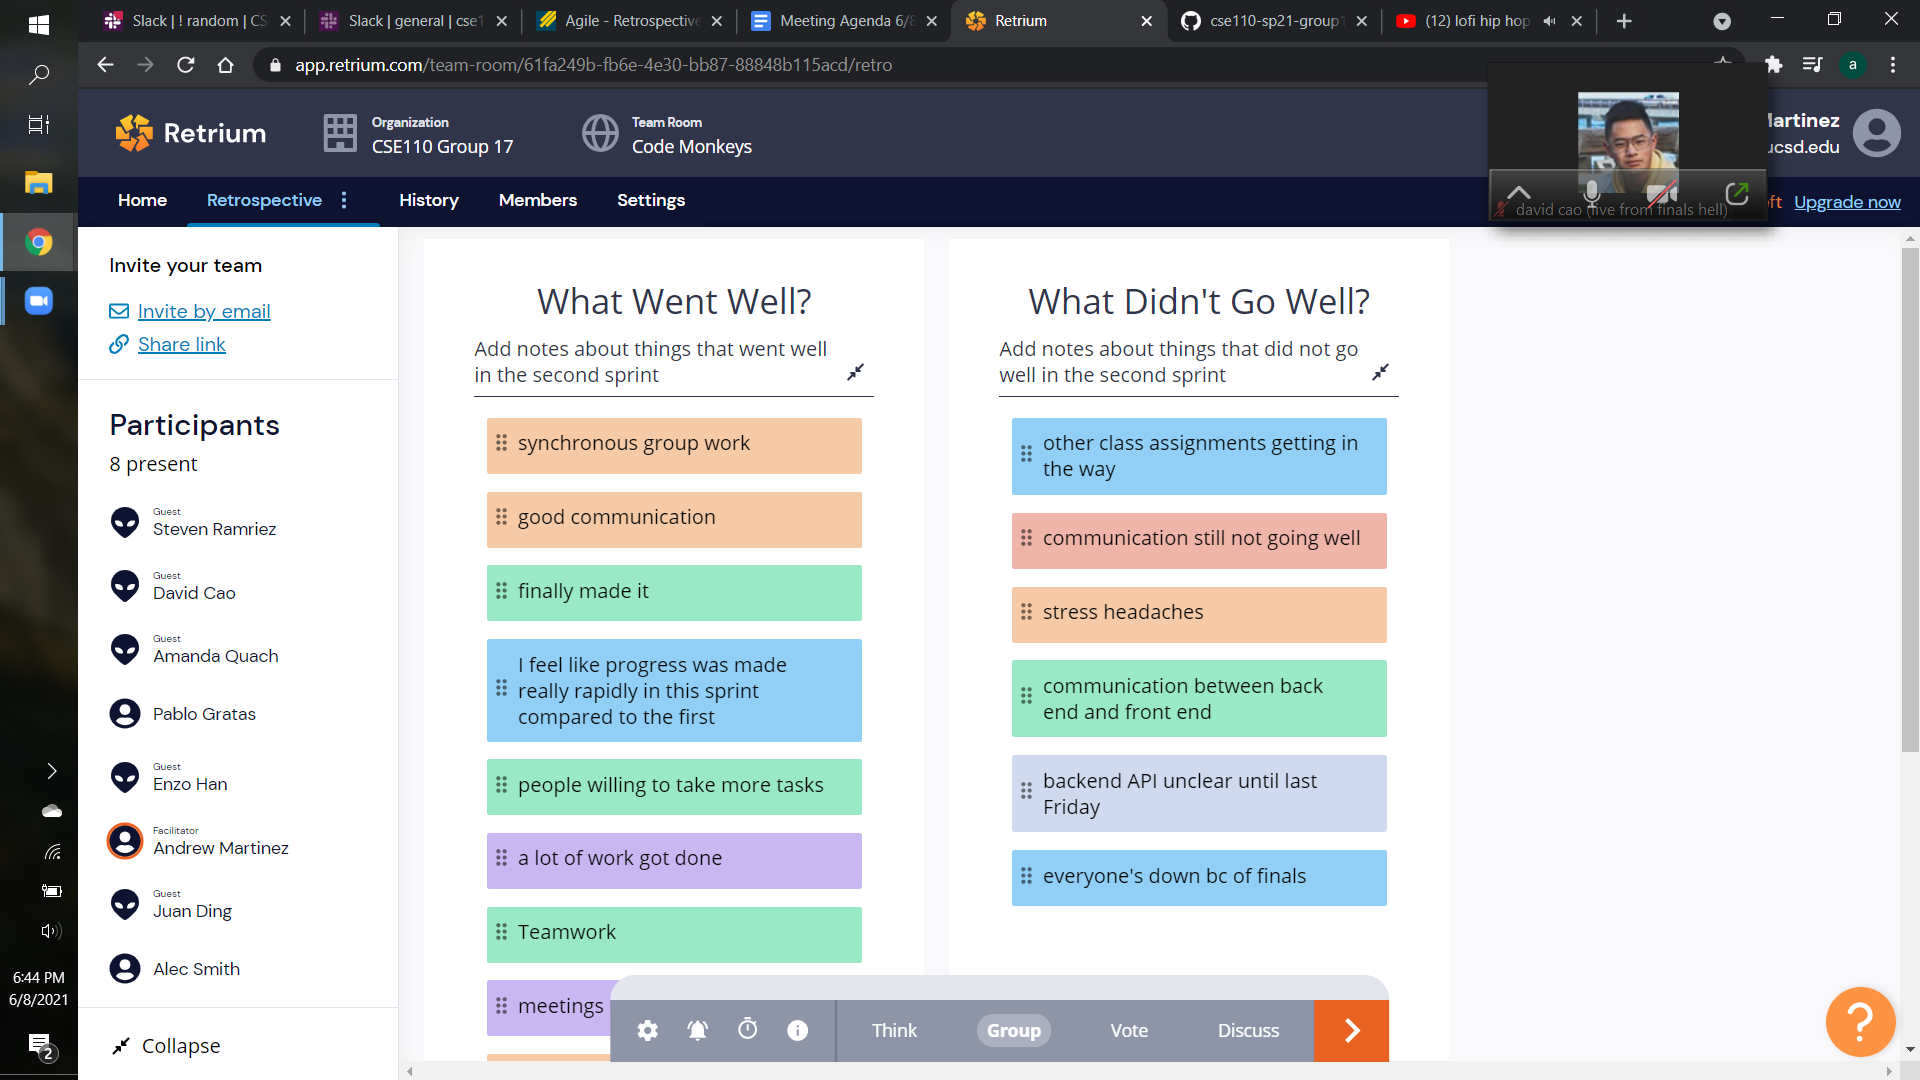 Slack | ! random | CS
Slack | general | cse1
Agile - Retrospective
Meeting Agenda 6/8
Retrium
cse110-sp21-group1
(12) lofi hip hop
app.retrium.com/team-room/61fa249b-fb6e-4e30-bb87-88848b115acd/retro
a
Retrium
Organization
CSE110 Group 17
Team Room
Code Monkeys
Martinez
ucsd.edu
Home
Retrospective
History
Members
Settings
david cao (live from finals hell)
Upgrade now
Invite your team
Invite by email
Share link
Participants
8 present
Guest
Steven Ramriez
Guest
David Cao
Guest
Amanda Quach
Pablo Gratas
Guest
Enzo Han
Facilitator
Andrew Martinez
Guest
Juan Ding
Alec Smith
Collapse
What Went Well?
Add notes about things that went well
in the second sprint
synchronous group work
good communication
finally made it
I feel like progress was made
really rapidly in this sprint
compared to the first
people willing to take more tasks
a lot of work got done
Teamwork
meetings
What Didn't Go Well?
Add notes about things that did not go
well in the second sprint
other class assignments getting in
the way
communication still not going well
stress headaches
communication between back
end and front end
backend API unclear until last
Friday
everyone's down bc of finals
Think
Group
Vote
Discuss
?
6:44 PM
6/8/2021
2